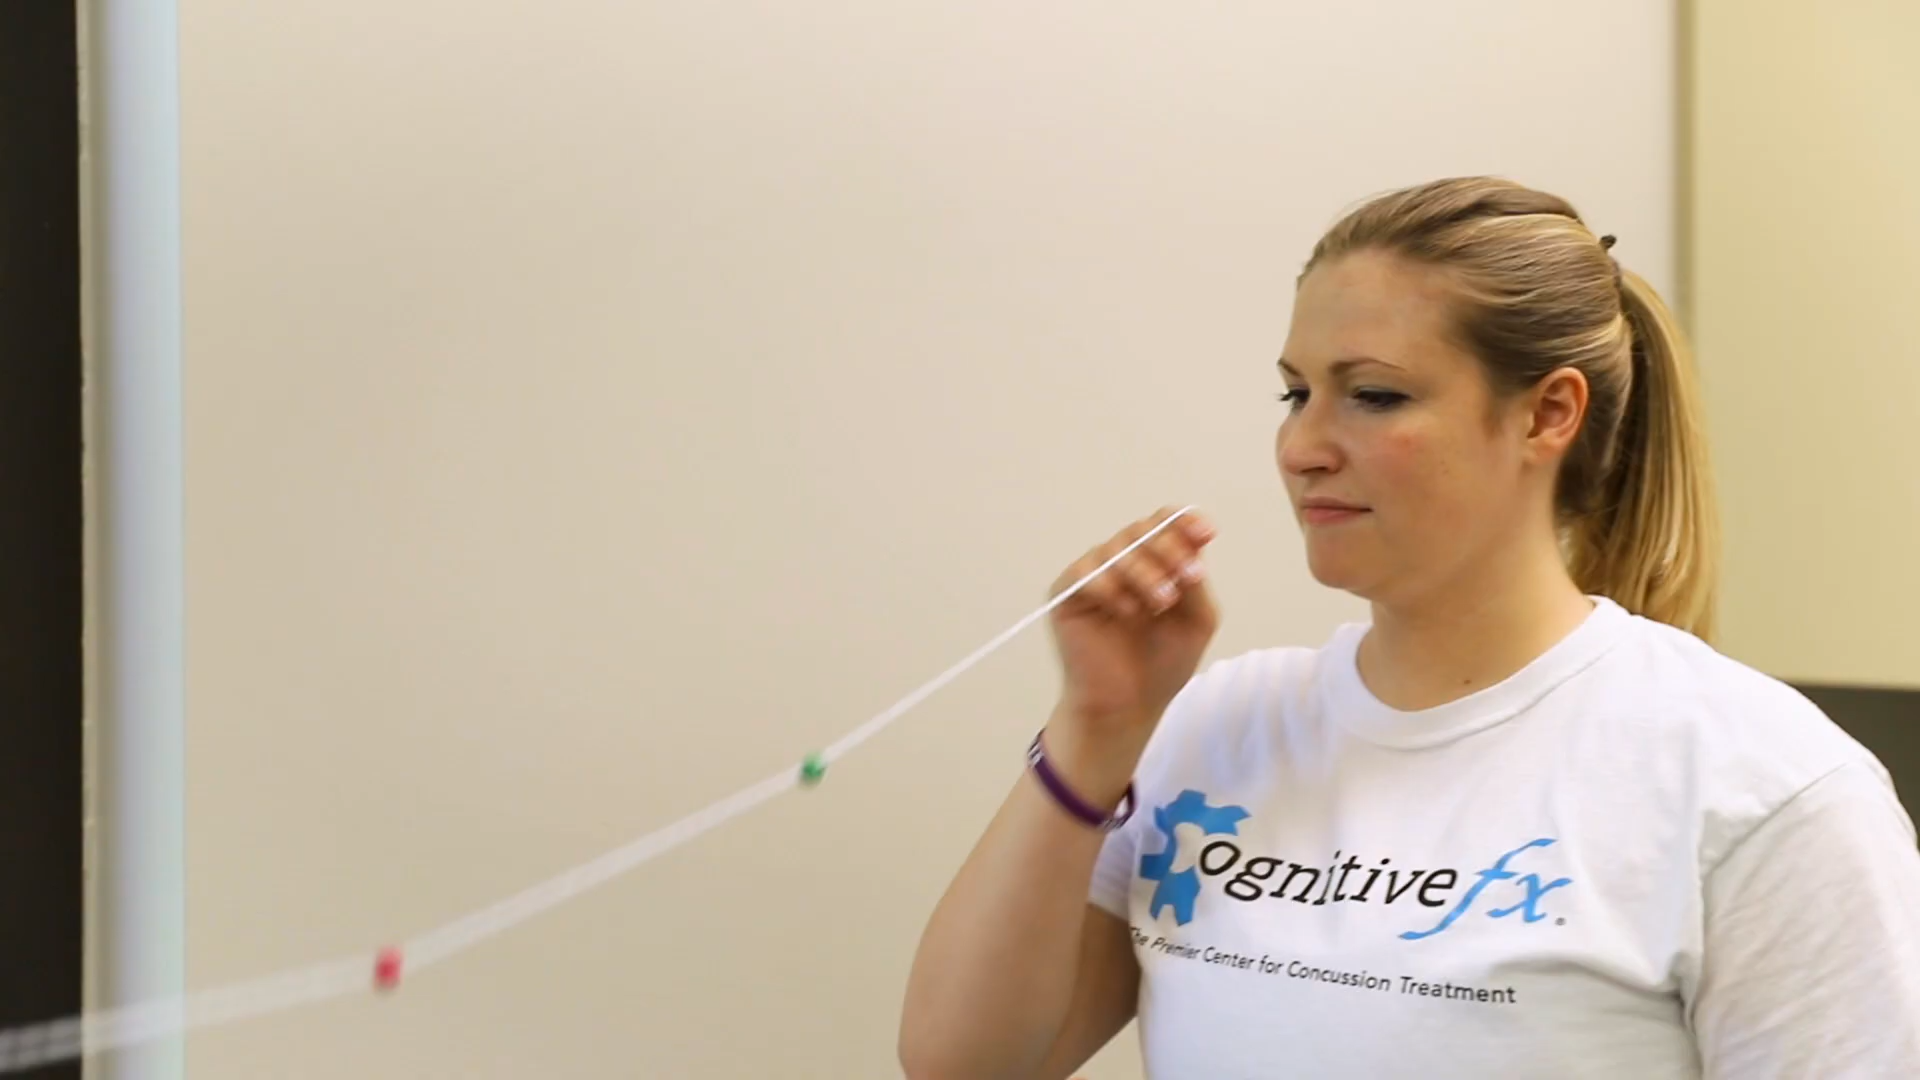 Cognitivefx®
The Premier Center for Concussion Treatment